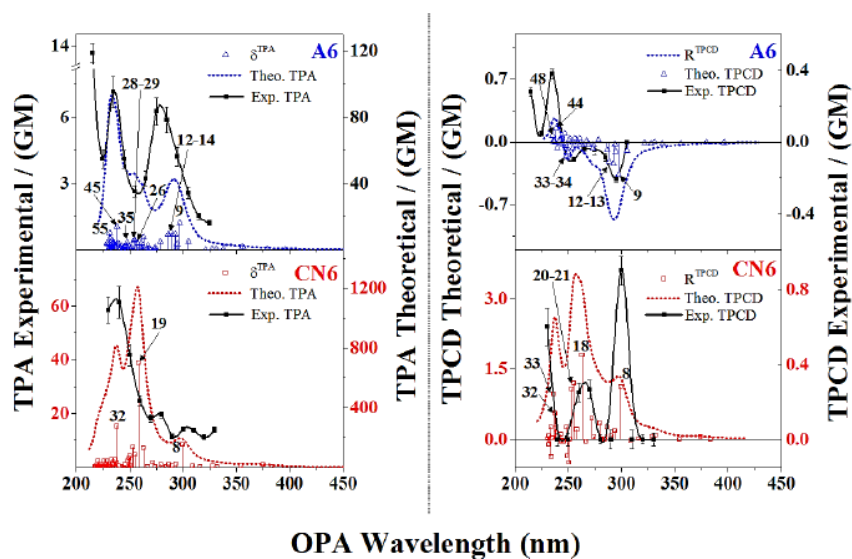 A6
δTPA
Theo. TPA
Exp. TPA
14
6
3
120
80
40
28-29
12-14
45
35
26
9
55
CN6
δTPA
Theo. TPA
Exp. TPA
60
40
20
1200
800
400
19
32
8
200 250 300 350 400 450
TPA Experimental / (GM)
TPA Theoretical / (GM)
A6
RTPCD
Theo. TPCD
Exp. TPCD
0.7
0.0
-0.7
0.4
0.0
-0.4
48
44
33-34
12-13
9
CN6
RTPCD
Theo. TPCD
Exp. TPCD
3.0
1.5
0.0
0.8
0.4
0.0
20-21
18
33
32
8
200 250 300 350 400 450
TPCD Theoretical / (GM)
TPCD Experimental / (GM)
OPA Wavelength (nm)